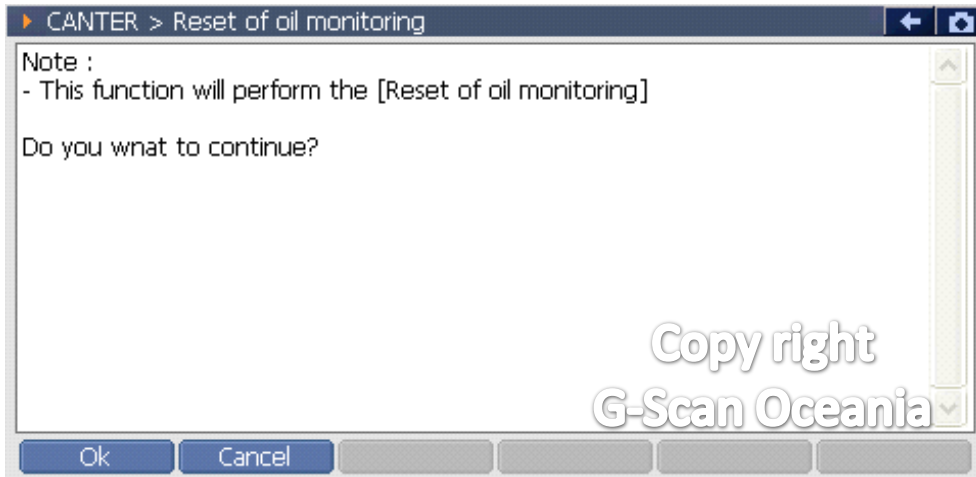 CANTER > Reset of oil monitoring
Note :
- This function will perform the [Reset of oil monitoring]
Do you wnat to continue?
Copy right
G-Scan Oceania
Ok
Cancel